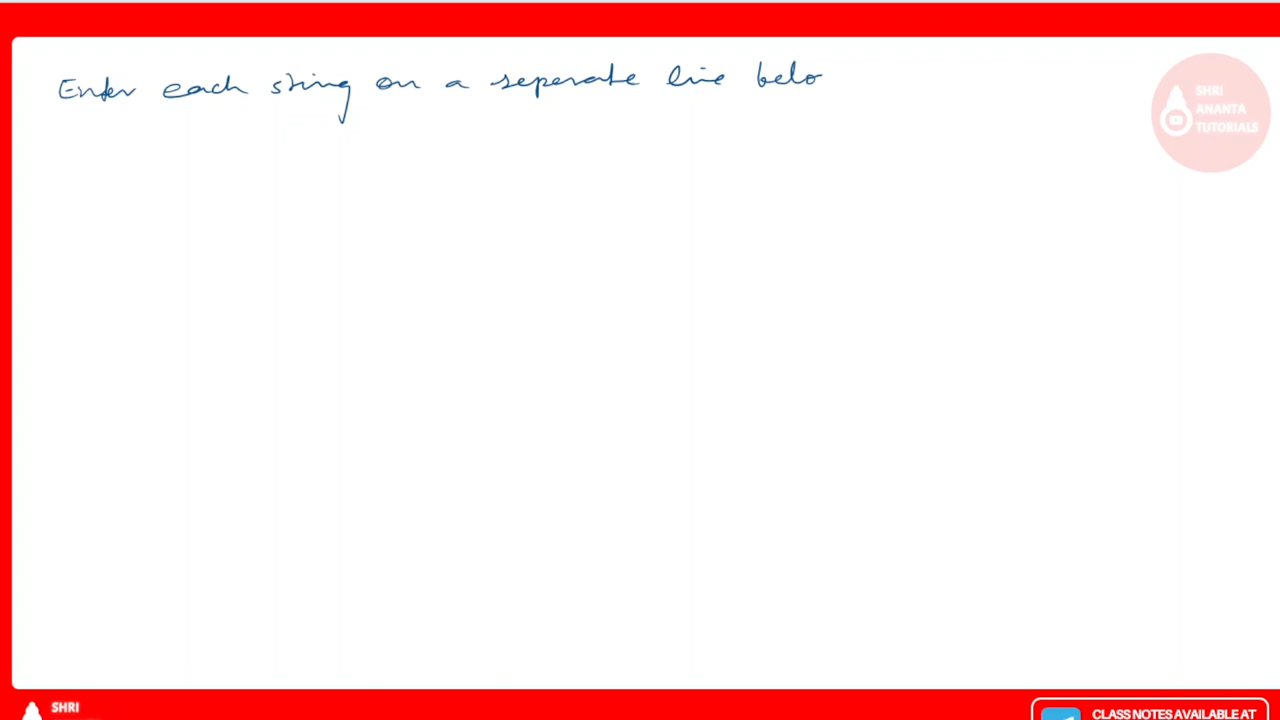 Enter each string on a seperate line belo
SHRI
ANANTA
TUTORIALS
SHRI
CLASS NOTES AVAILABLE AT